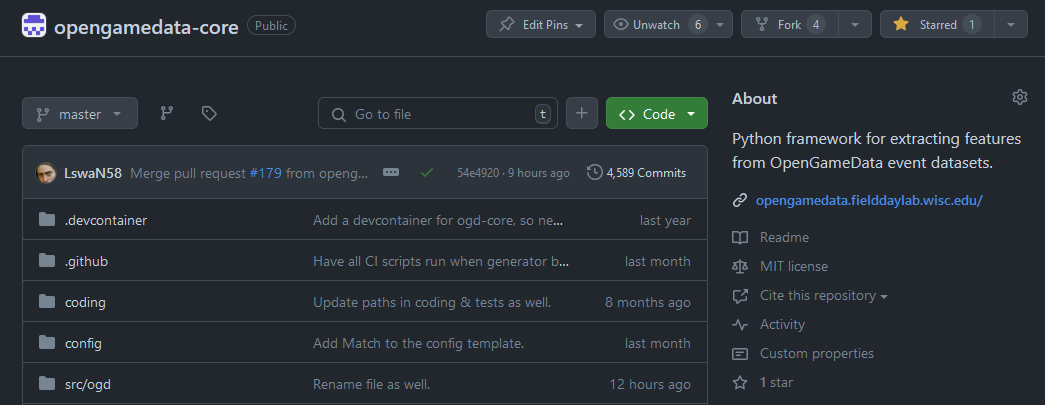 opengamedata-core Public Edit Pins Unwatch 6 Fork 4 Starred 1
master Go to file t Code
LswaN58 Merge pull request #179 from openg... 54e4920 · 9 hours ago 4,589 Commits
.devcontainer Add a devcontainer for ogd-core, so ne... last year
.github Have all CI scripts run when generator b... last month
coding Update paths in coding & tests as well. 8 months ago
config Add Match to the config template. last month
src/ogd Rename file as well. 12 hours ago
About
Python framework for extracting features
from OpenGameData event datasets.
opengamedata.fielddaylab.wisc.edu/
Readme
MIT license
Cite this repository
Activity
Custom properties
1 star